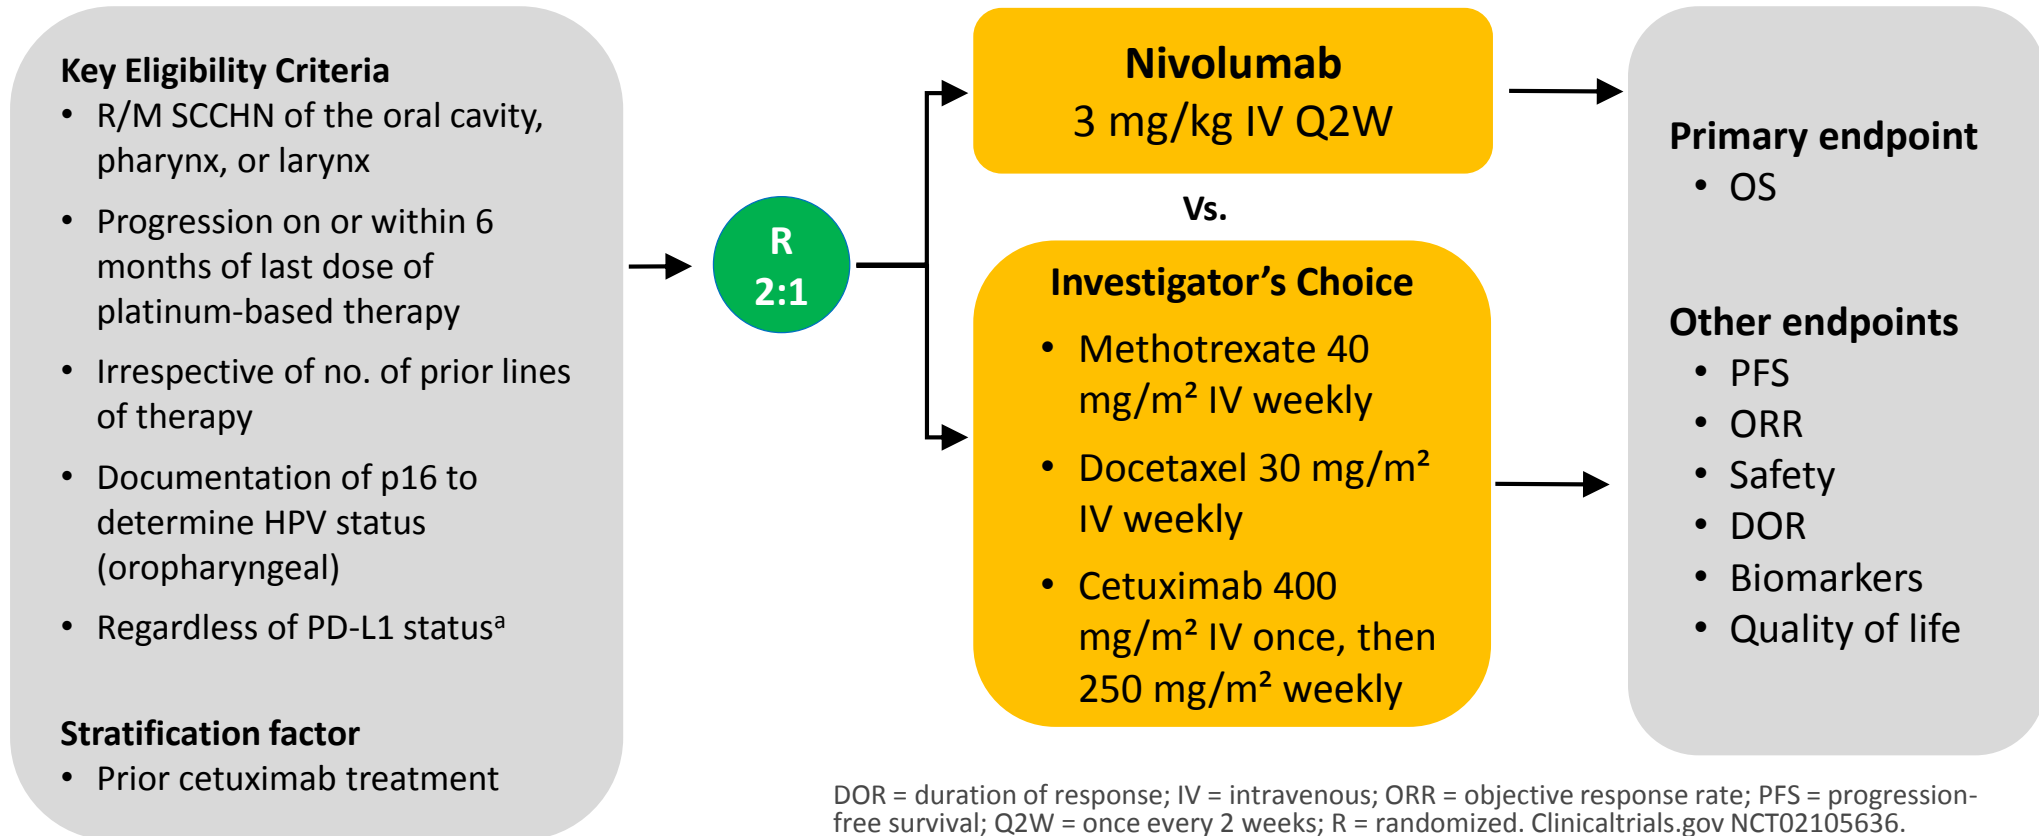 Key Eligibility Criteria
• R/M SCCHN of the oral cavity,
pharynx, or larynx
• Progression on or within 6
months of last dose of
platinum-based therapy
• Irrespective of no. of prior lines
of therapy
• Documentation of p16 to
determine HPV status
(oropharyngeal)
• Regardless of PD-L1 statusᵃ
Stratification factor
• Prior cetuximab treatment
R
2:1
Nivolumab
3 mg/kg IV Q2W
Vs.
Investigator’s Choice
• Methotrexate 40
mg/m² IV weekly
• Docetaxel 30 mg/m²
IV weekly
• Cetuximab 400
mg/m² IV once, then
250 mg/m² weekly
Primary endpoint
• OS
Other endpoints
• PFS
• ORR
• Safety
• DOR
• Biomarkers
• Quality of life
DOR = duration of response; IV = intravenous; ORR = objective response rate; PFS = progression-
free survival; Q2W = once every 2 weeks; R = randomized. Clinicaltrials.gov NCT02105636.